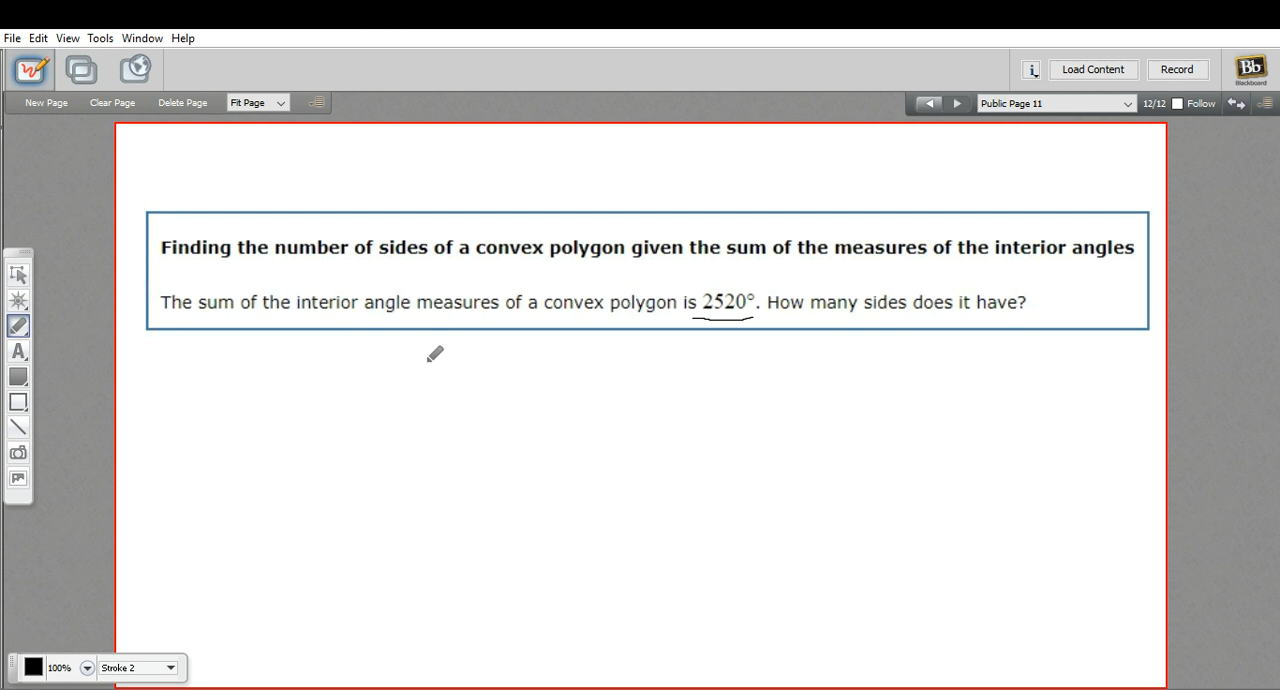 File Edit View Tools Window Help
i Load Content Record Bb
Blackboard
New Page Clear Page Delete Page Fit Page Public Page 11 12/12 Follow
Finding the number of sides of a convex polygon given the sum of the measures of the interior angles
The sum of the interior angle measures of a convex polygon is 2520°. How many sides does it have?
A
100% Stroke 2